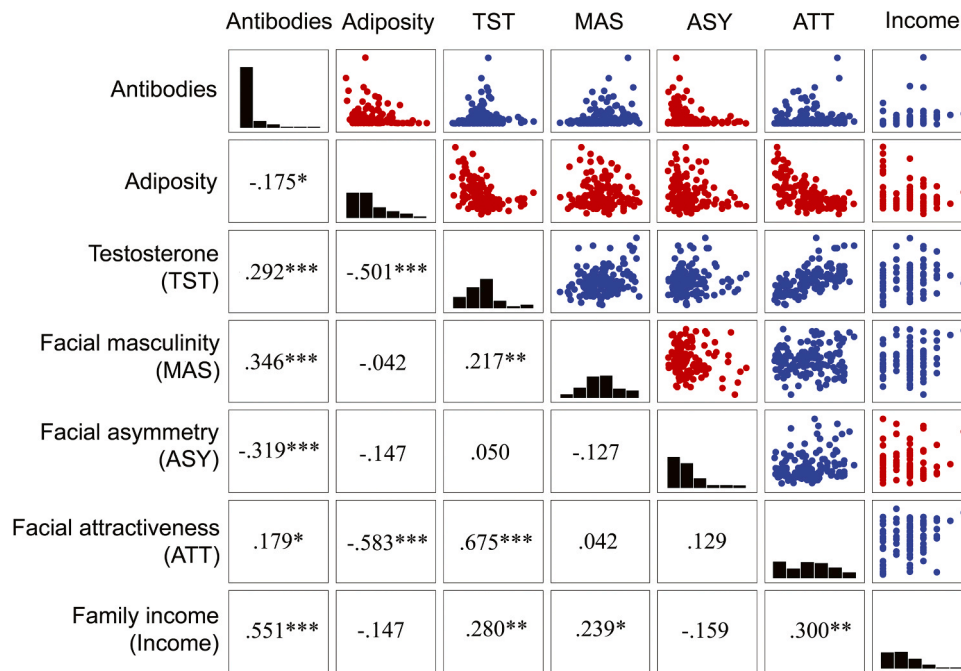 Antibodies Adiposity TST MAS ASY ATT Income
Antibodies
Adiposity -.175*
Testosterone
(TST) .292*** -.501***
Facial masculinity
(MAS) .346*** -.042 .217**
Facial asymmetry
(ASY) -.319*** -.147 .050 -.127
Facial attractiveness
(ATT) .179* -.583*** .675*** .042 .129
Family income
(Income) .551*** -.147 .280** .239* -.159 .300**